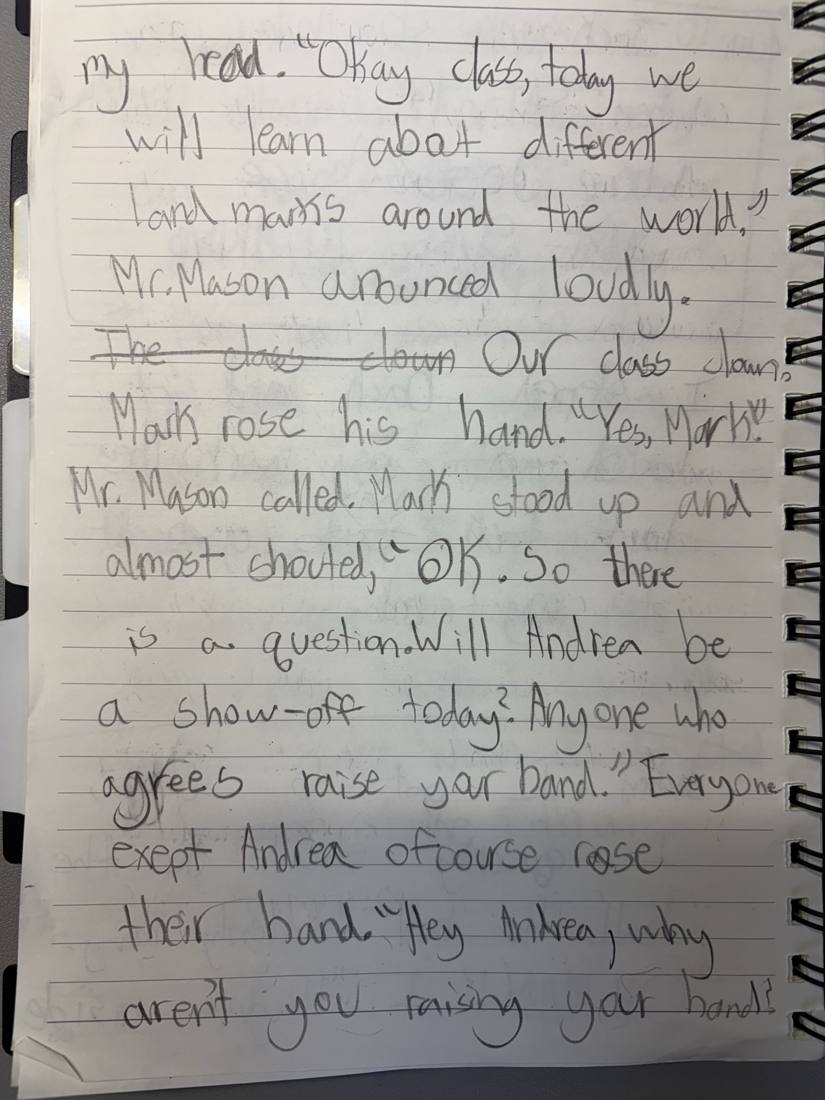 my head. "Okay class, today we
will learn about different
land marks around the world,"
Mr. Mason anounced loudly.
The class clown Our class clown,
Mark rose his hand. "Yes, Mark?"
Mr. Mason called. Mark stood up and
almost shouted, "OK. So there
is a question. Will Andrea be
a show-off today? Anyone who
agrees raise your hand." Everyone
exept Andrea ofcourse rose
their hand. "Hey Andrea, why
aren't you raising your hand?